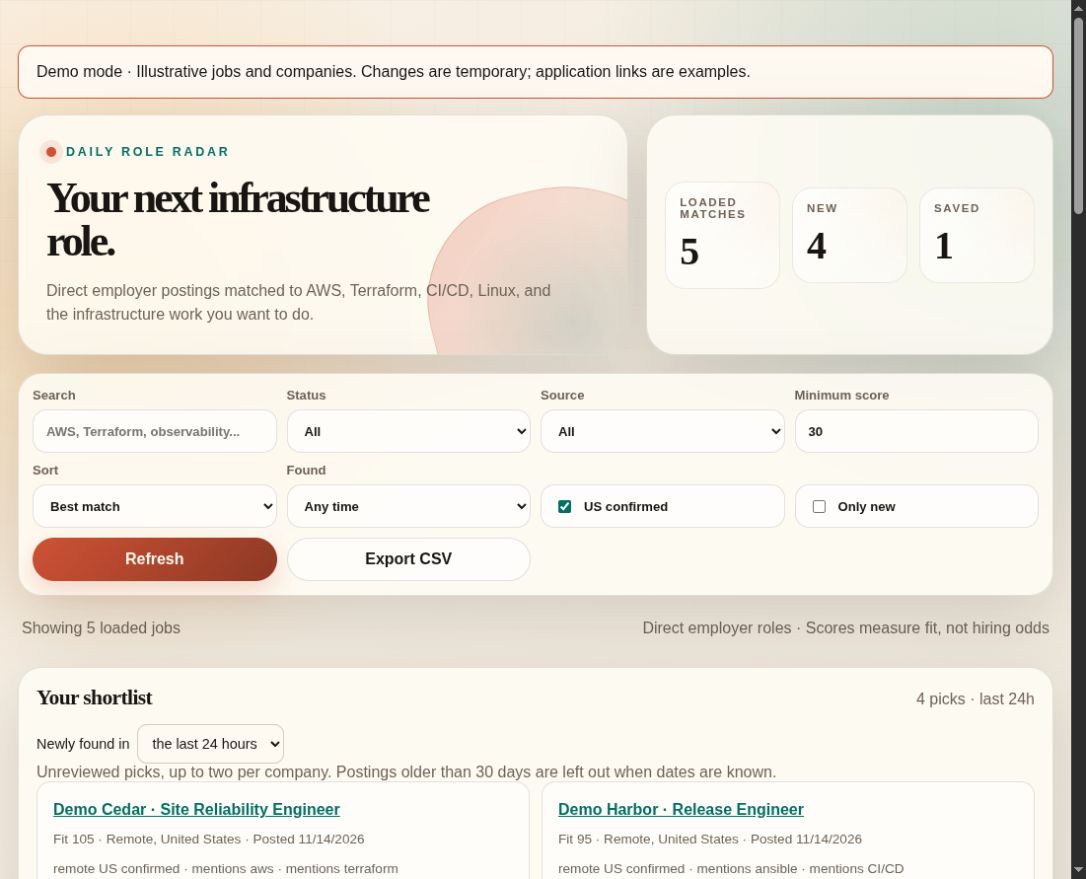 Demo mode · Illustrative jobs and companies. Changes are temporary; application links are examples.
DAILY ROLE RADAR
Your next infrastructure
role.
Direct employer postings matched to AWS, Terraform, CI/CD, Linux, and
the infrastructure work you want to do.
LOADED
MATCHES
5
NEW
4
SAVED
1
Search
AWS, Terraform, observability...
Status
All
Source
All
Minimum score
30
Sort
Best match
Found
Any time
US confirmed
Only new
Refresh
Export CSV
Showing 5 loaded jobs
Direct employer roles · Scores measure fit, not hiring odds
Your shortlist
4 picks · last 24h
Newly found in
the last 24 hours
Unreviewed picks, up to two per company. Postings older than 30 days are left out when dates are known.
Demo Cedar · Site Reliability Engineer
Fit 105 · Remote, United States · Posted 11/14/2026
remote US confirmed · mentions aws · mentions terraform
Demo Harbor · Release Engineer
Fit 95 · Remote, United States · Posted 11/14/2026
remote US confirmed · mentions ansible · mentions CI/CD